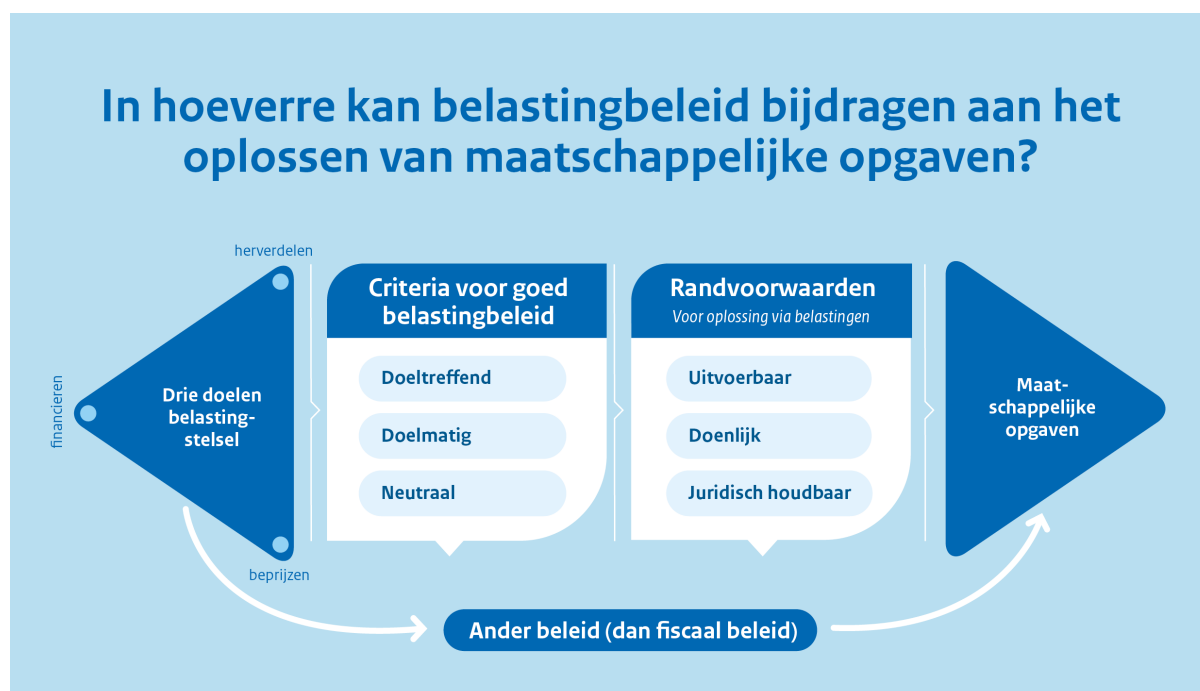 In hoeverre kan belastingbeleid bijdragen aan het
oplossen van maatschappelijke opgaven?
herverdelen
financieren
beprijzen
Drie doelen
belasting-
stelsel
Criteria voor goed
belastingbeleid
Doeltreffend
Doelmatig
Neutraal
Randvoorwaarden
Voor oplossing via belastingen
Uitvoerbaar
Doenlijk
Juridisch houdbaar
Maat-
schappelijke
opgaven
Ander beleid (dan fiscaal beleid)